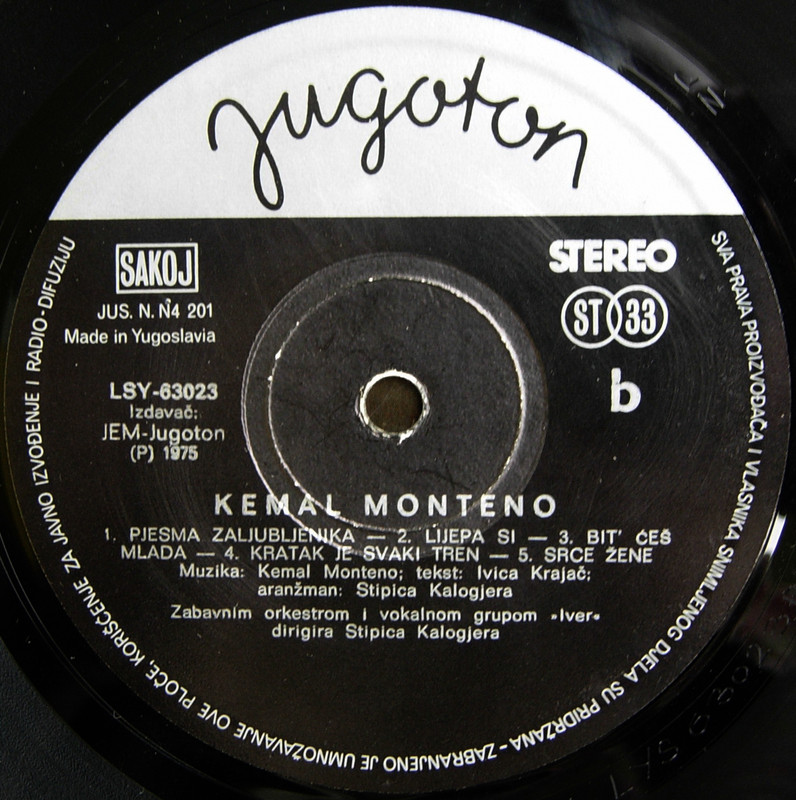 jugoton
SAKOJ
JUS. N. N4 201
Made in Yugoslavia
LSY-63023
Izdavač:
JEM-Jugoton
(P) 1975
STEREO
ST 33
b
KEMAL MONTENO
1. PJESMA ZALJUBLJENIKA — 2. LIJEPA SI — 3. BIT' ĆEŠ
MLADA — 4. KRATAK JE SVAKI TREN — 5. SRCE ŽENE
Muzika: Kemal Monteno; tekst: Ivica Krajač;
aranžman: Stipica Kalogjera
Zabavnim orkestrom i vokalnom grupom »Iver«
dirigira Stipica Kalogjera
SVA PRAVA PROIZVOĐAČA I VLASNIKA SNIMLJENOG DJELA SU PRIDRŽANA - ZABRANJENO JE UMNOŽAVANJE OVE PLOČE, KORIŠĆENJE ZA JAVNO IZVOĐENJE I RADIO-DIFUZIJU